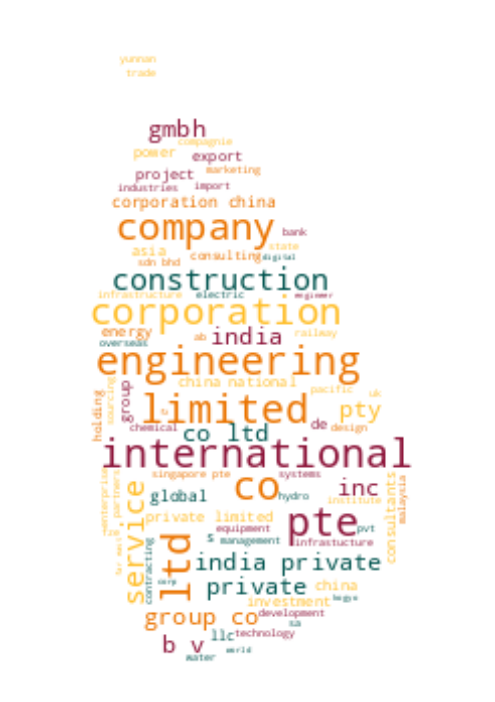 yunnan
trade
gmbh
compagnie
power
export
marketing
project
industries
import
corporation china
company
bank
state
asia
consulting
digital
sdn bhd
construction
infrastructure
electric
engineer
corporation
energy
ab
india
railway
overseas
engineering
china national
pacific
uk
group
holding
sourcing
limited
pty
chemical
co ltd
de
design
international
singapore pte
systems
enterprise
partners
co
inc
service
global
hydro
institute
malaysia
consultants
private limited
pte
equipment
pvt
s
management
infrastucture
ltd
contracting
india private
corp
private
china
investment
hogyo
group co
development
sa
b v
llc
technology
world
water